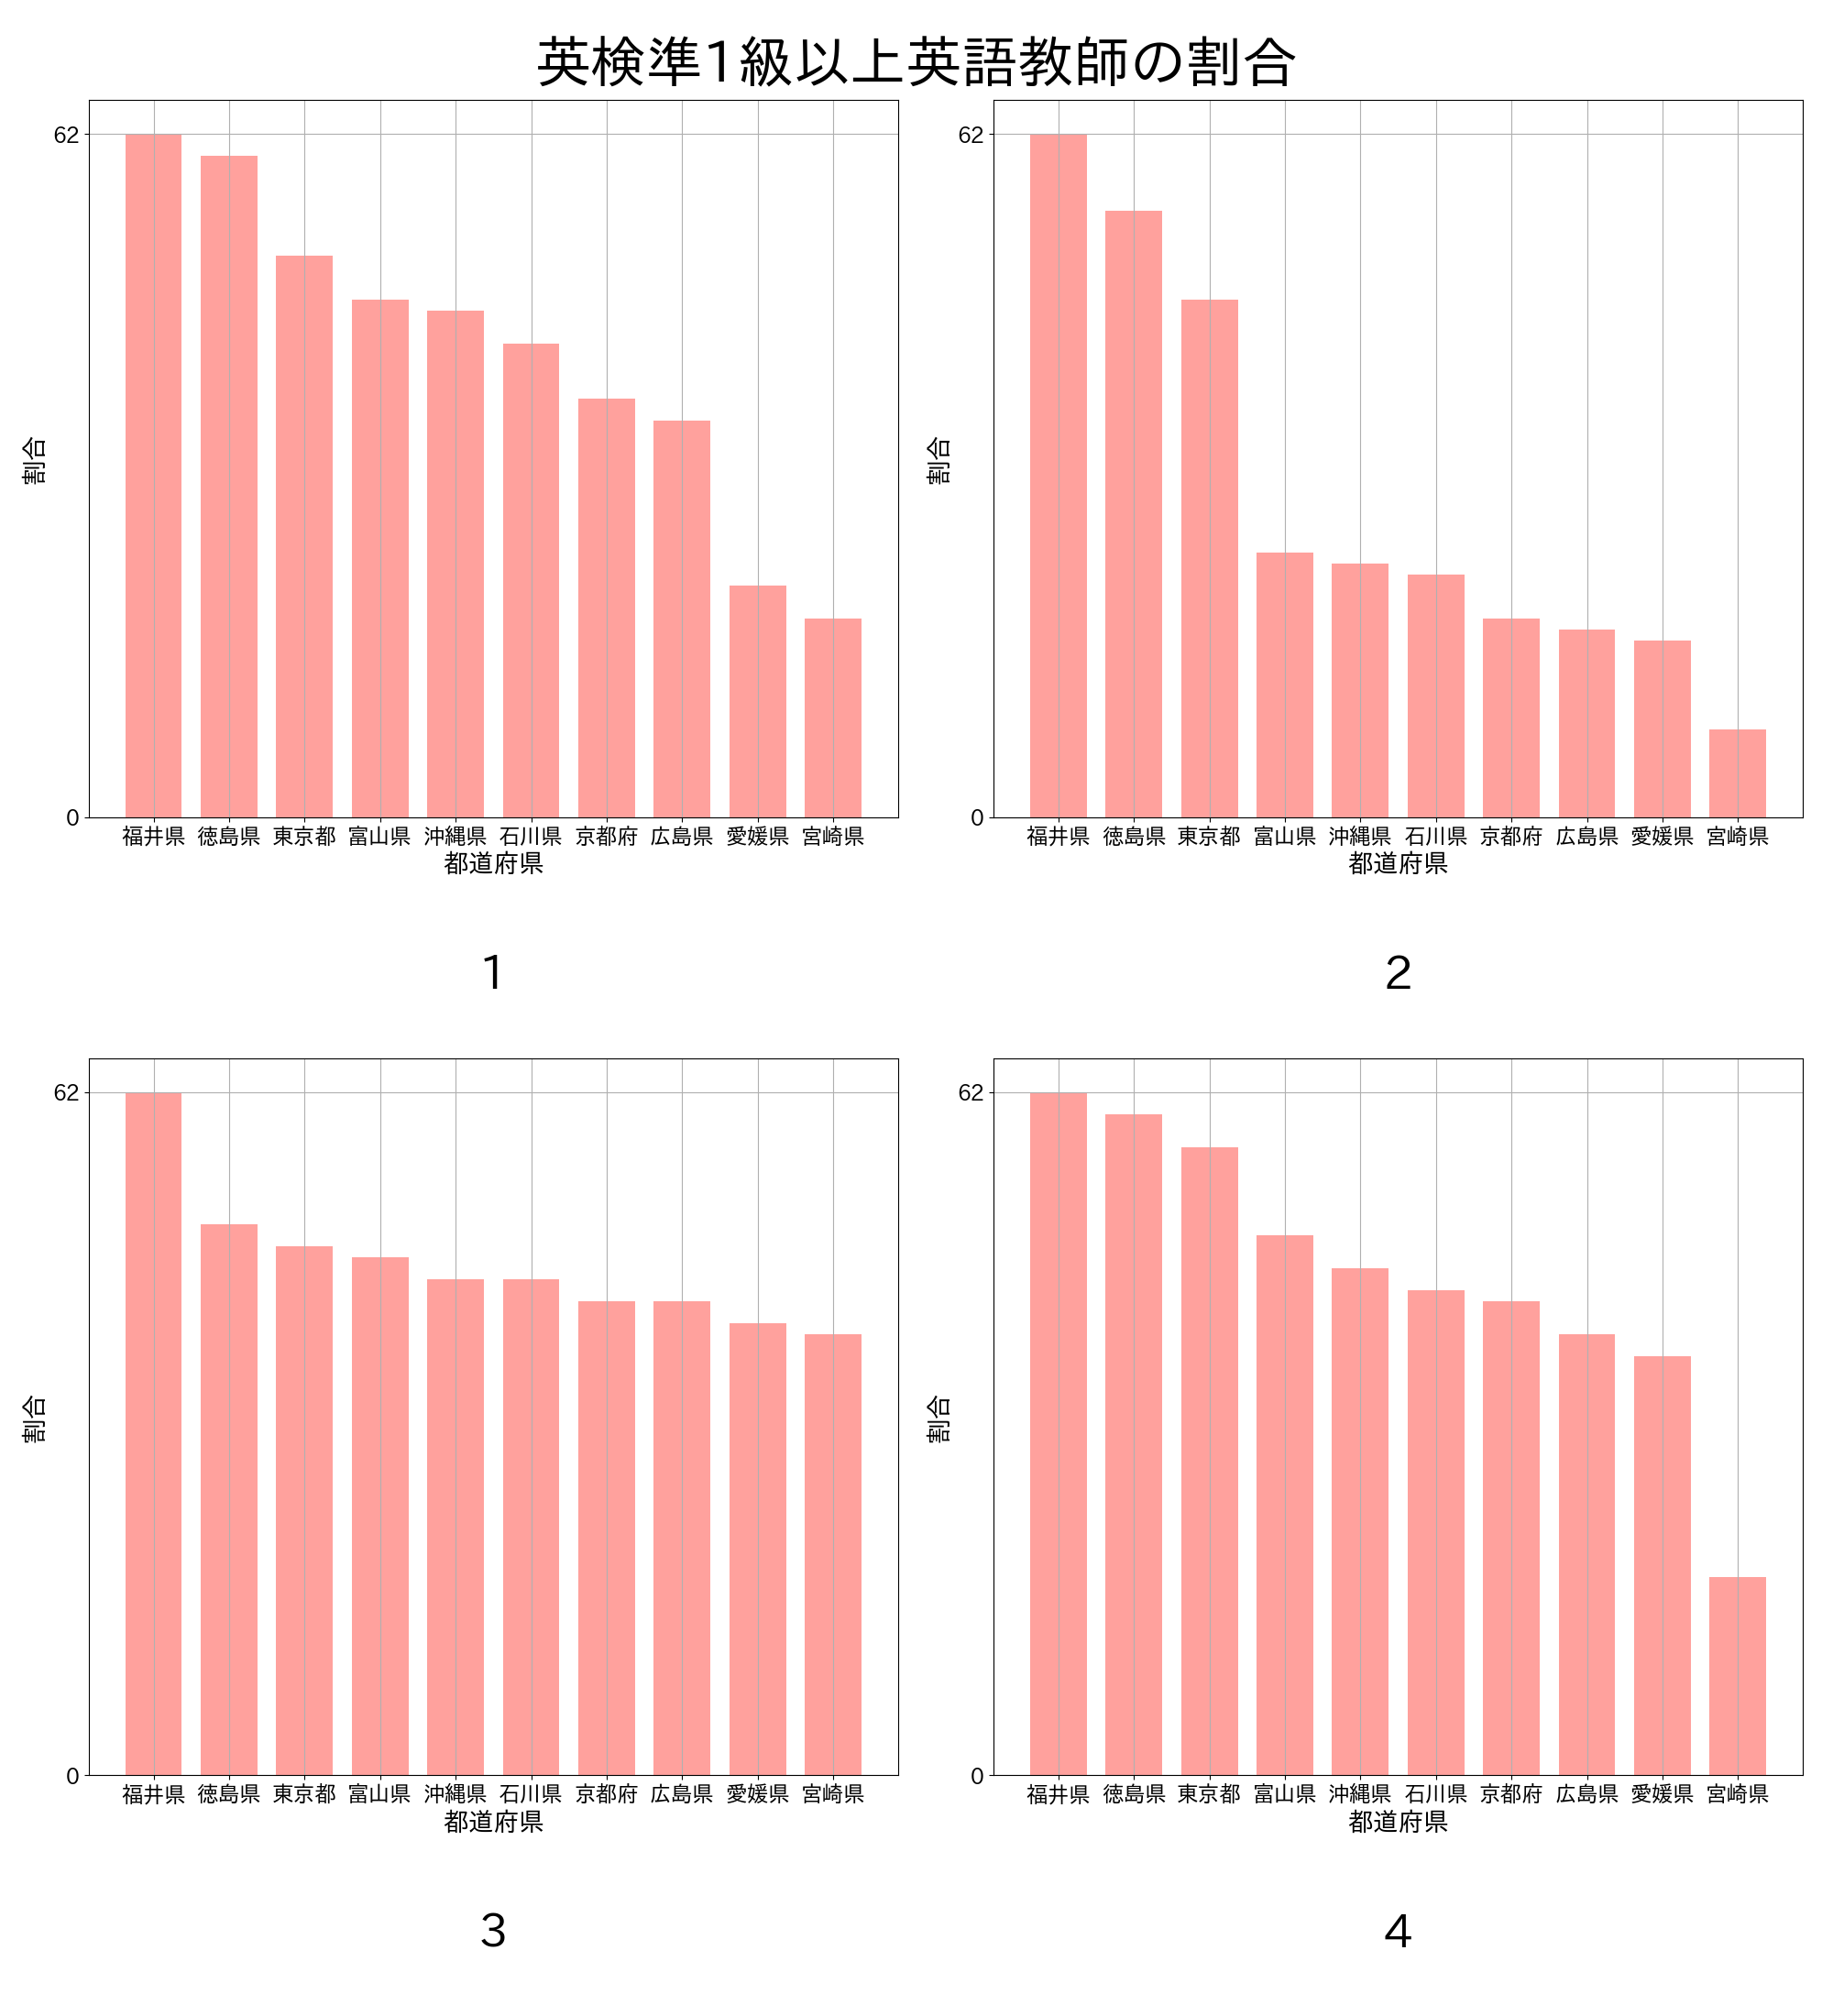 英検準1級以上英語教師の割合
62
0
割合
福井県 徳島県 東京都 富山県 沖縄県 石川県 京都府 広島県 愛媛県 宮崎県
都道府県
1
62
0
割合
福井県 徳島県 東京都 富山県 沖縄県 石川県 京都府 広島県 愛媛県 宮崎県
都道府県
2
62
0
割合
福井県 徳島県 東京都 富山県 沖縄県 石川県 京都府 広島県 愛媛県 宮崎県
都道府県
3
62
0
割合
福井県 徳島県 東京都 富山県 沖縄県 石川県 京都府 広島県 愛媛県 宮崎県
都道府県
4